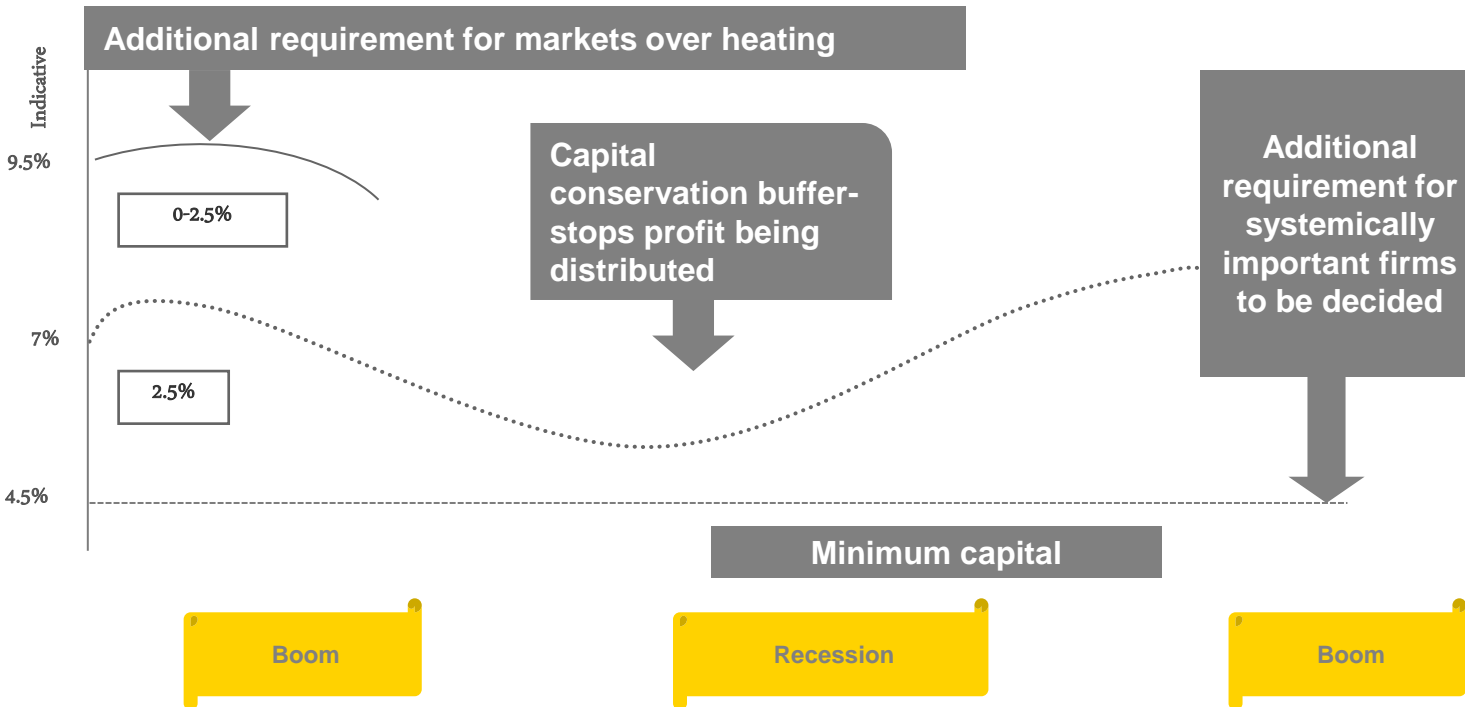 Additional requirement for markets over heating
Indicative
9.5%
0-2.5%
Capital
conservation buffer-
stops profit being
distributed
Additional
requirement for
systemically
important firms
to be decided
7%
2.5%
4.5%
Minimum capital
Boom
Recession
Boom